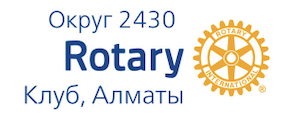 Округ 2430
Rotary
Клуб, Алматы
ROTARY
INTERNATIONAL
®